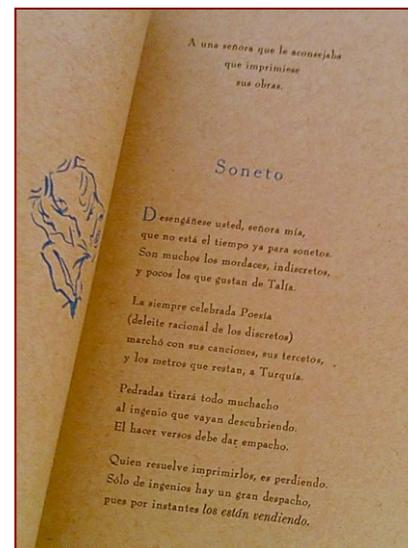 A una señora que le aconsejaba
que imprimiese
sus obras.
Soneto
Desengáñese usted, señora mía,
que no está el tiempo ya para sonetos.
Son muchos los mordaces, indiscretos,
y pocos los que gustan de Talía.
La siempre celebrada Poesía
(deleite racional de los discretos)
marchó con sus canciones, sus tercetos,
y los metros que restan, a Turquía.
Pedradas tirará todo muchacho
al ingenio que vayan descubriendo.
El hacer versos debe dar empacho.
Quien resuelve imprimirlos, es perdiendo.
Sólo de ingenios hay un gran despacho,
pues por instantes los están vendiendo.